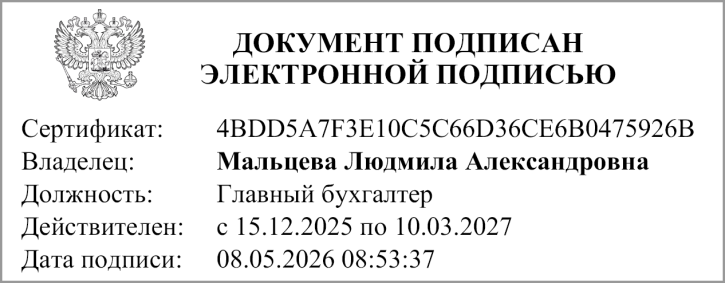 ДОКУМЕНТ ПОДПИСАН
ЭЛЕКТРОННОЙ ПОДПИСЬЮ
Сертификат: 4BDD5A7F3E10C5C66D36CE6B0475926B
Владелец: Мальцева Людмила Александровна
Должность: Главный бухгалтер
Действителен: с 15.12.2025 по 10.03.2027
Дата подписи: 08.05.2026 08:53:37